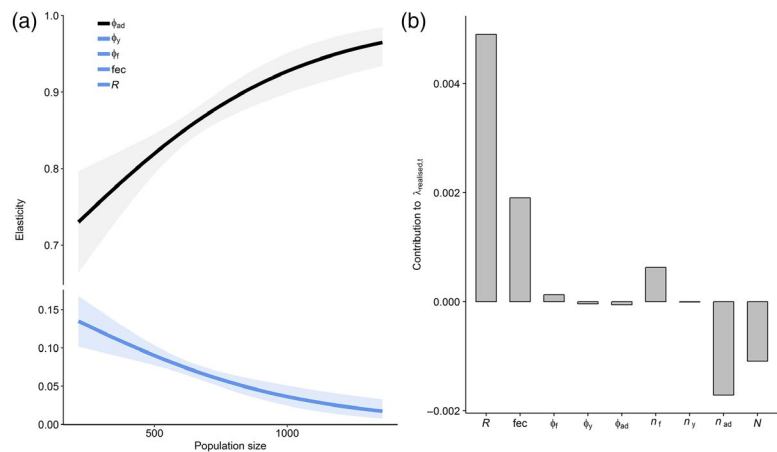 (a)
1.0
0.9
0.8
0.7
0.15
0.10
0.05
0.00
Elasticity
ϕad
ϕy
ϕf
fec
R
500
1000
Population size
(b)
0.004
0.002
0.000
−0.002
Contribution to λrealised,t
R fec ϕf ϕy ϕad nf ny nad N